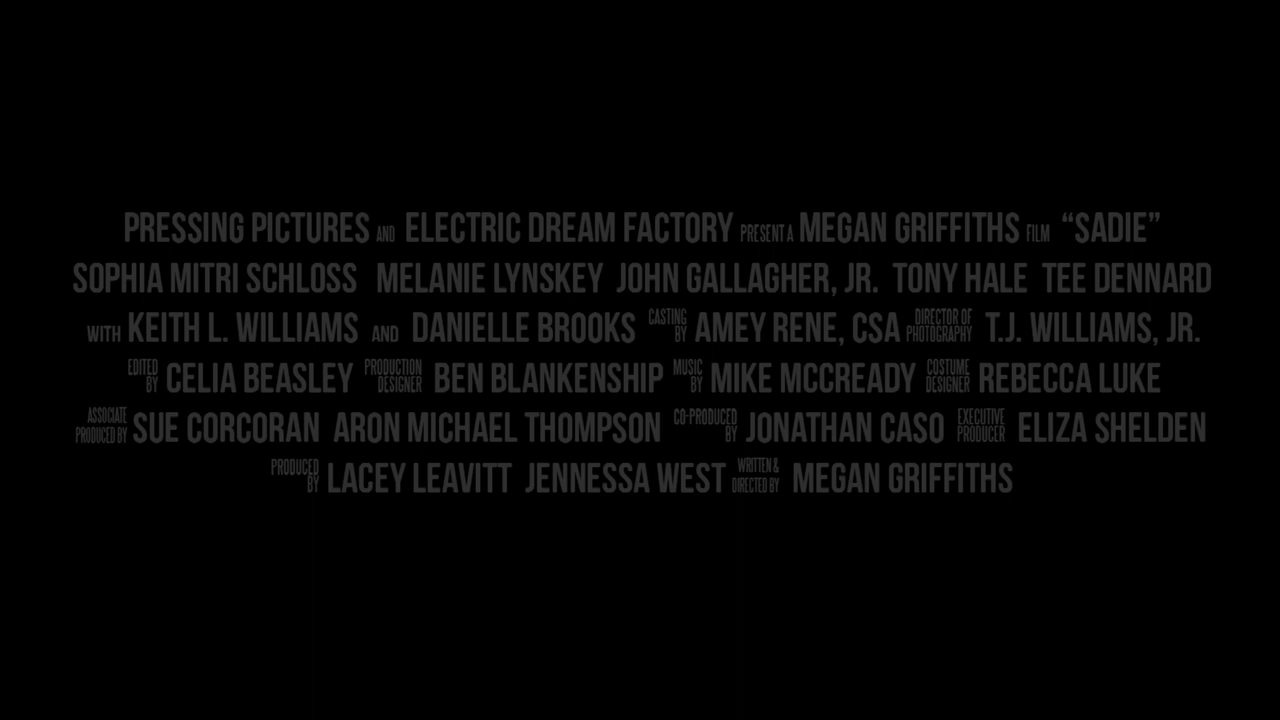 PRESSING PICTURES AND ELECTRIC DREAM FACTORY PRESENT A MEGAN GRIFFITHS FILM “SADIE”
SOPHIA MITRI SCHLOSS MELANIE LYNSKEY JOHN GALLAGHER, JR. TONY HALE TEE DENNARD
WITH KEITH L. WILLIAMS AND DANIELLE BROOKS CASTING BY AMEY RENE, CSA DIRECTOR OF PHOTOGRAPHY T.J. WILLIAMS, JR.
EDITED BY CELIA BEASLEY PRODUCTION DESIGNER BEN BLANKENSHIP MUSIC BY MIKE MCCREADY COSTUME DESIGNER REBECCA LUKE
ASSOCIATE PRODUCED BY SUE CORCORAN ARON MICHAEL THOMPSON CO-PRODUCED BY JONATHAN CASO EXECUTIVE PRODUCER ELIZA SHELDEN
PRODUCED BY LACEY LEAVITT JENNESSA WEST WRITTEN & DIRECTED BY MEGAN GRIFFITHS